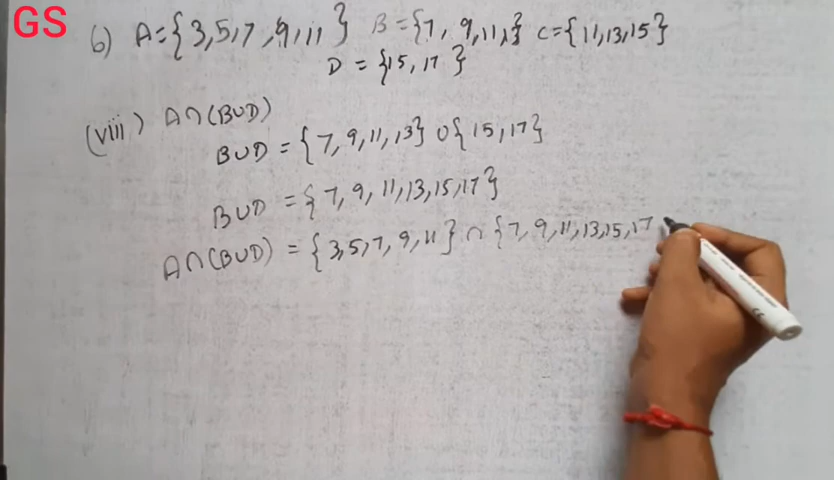 GS
6) A={3,5,7,9,11} B={7,9,11,} C={11,13,15}
D={15,17}
(viii) A∩(B∪D)
B∪D={7,9,11,13}∪{15,17}
B∪D={7,9,11,13,15,17}
A∩(B∪D)={3,5,7,9,11}∩{7,9,11,13,15,17